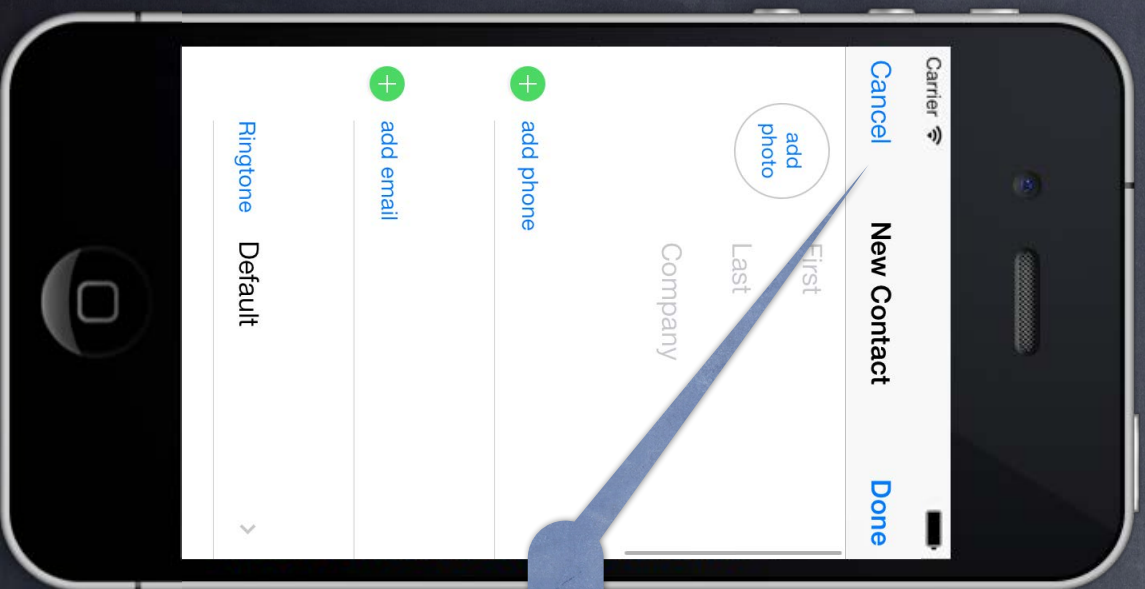 Carrier
Cancel
New Contact
Done
add
photo
First
Last
Company
add phone
add email
Ringtone Default